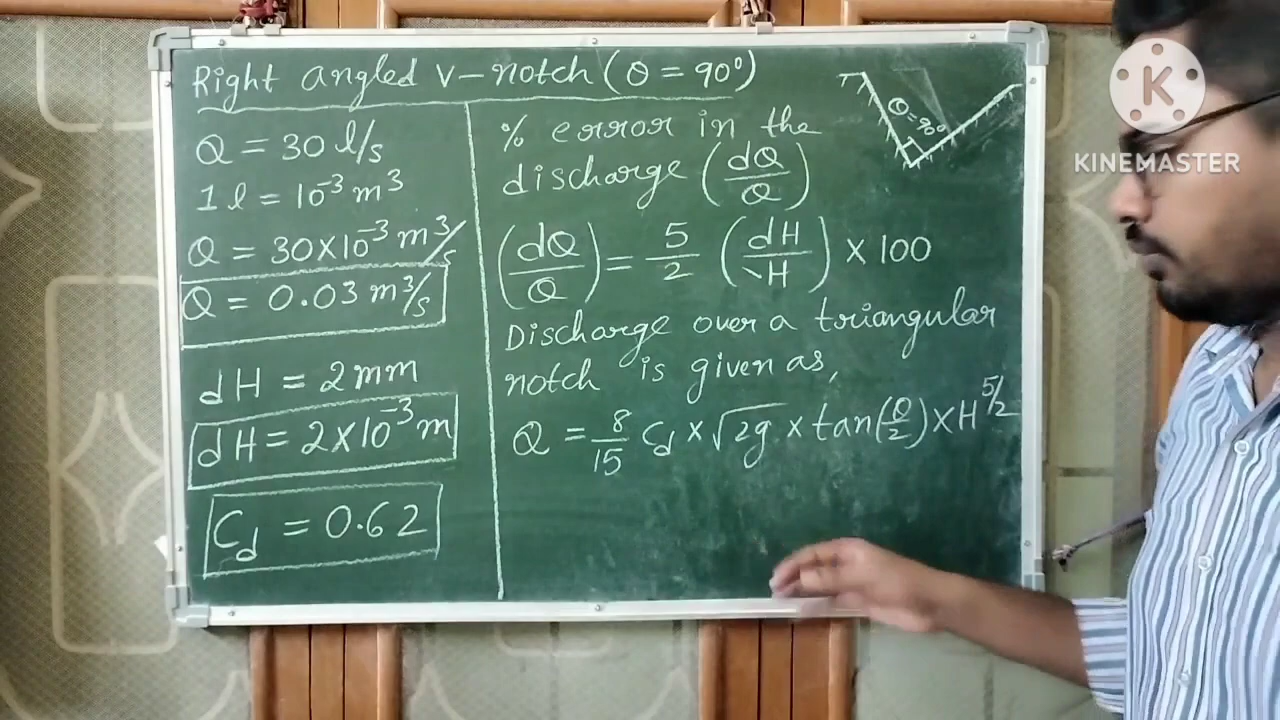 Right angled V-notch (θ = 90°)
Q = 30 l/s
1 l = 10⁻³ m³
Q = 30×10⁻³ m³/s
Q = 0.03 m³/s
dH = 2mm
dH = 2×10⁻³ m
Cd = 0.62
% error in the
discharge (dQ/Q)
(dQ/Q) = 5/2 (dH/H) × 100
Discharge over a triangular
notch is given as,
Q = 8/15 Cd × √2g × tan(θ/2) × H^5/2
θ = 90°
K
KINEMASTER